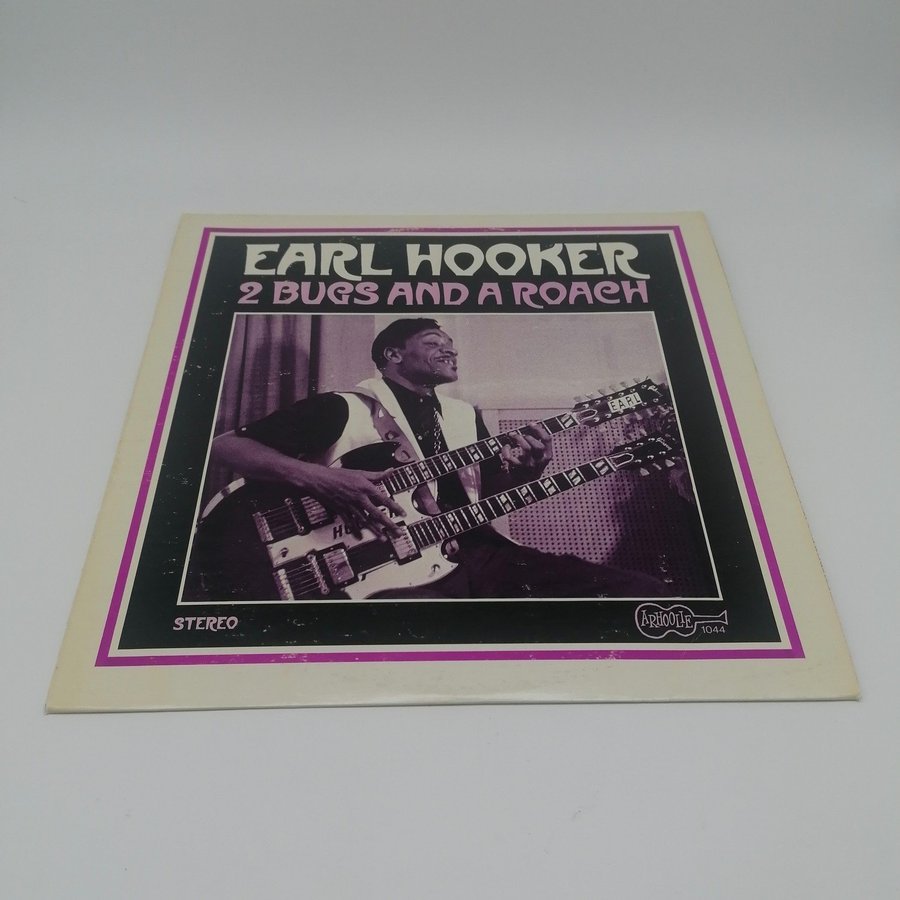 EARL HOOKER
2 BUGS AND A ROACH
EARL
STEREO
ARHOOLIE
1044